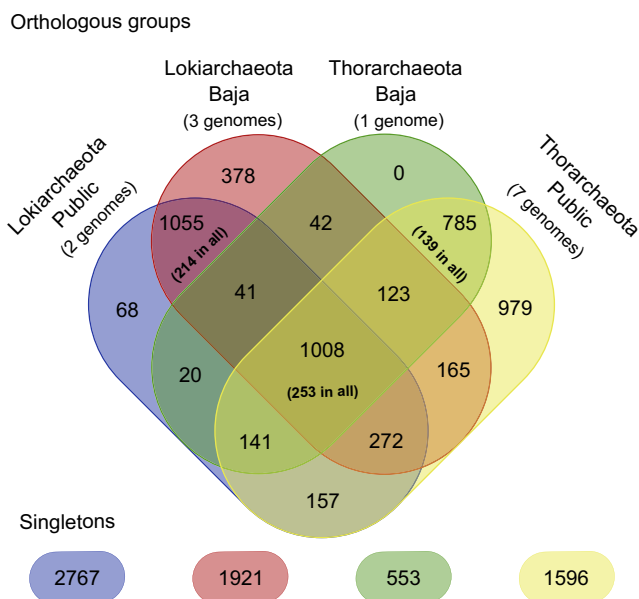 Orthologous groups
Lokiarchaeota
Baja
(3 genomes)
Thorarchaeota
Baja
(1 genome)
Lokiarchaeota
Public
(2 genomes)
Thorarchaeota
Public
(7 genomes)
378
0
1055
(214 in all)
42
785
(139 in all)
68
41
123
979
20
1008
(253 in all)
165
141
272
157
Singletons
2767
1921
553
1596